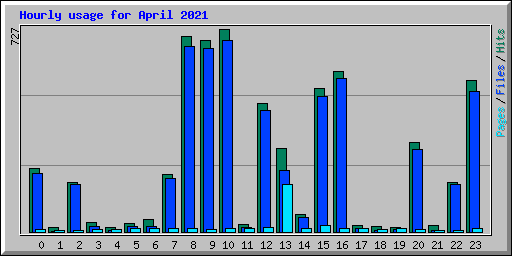 Hourly usage for April 2021
727
Pages/Files/Hits
0 1 2 3 4 5 6 7 8 9 10 11 12 13 14 15 16 17 18 19 20 21 22 23